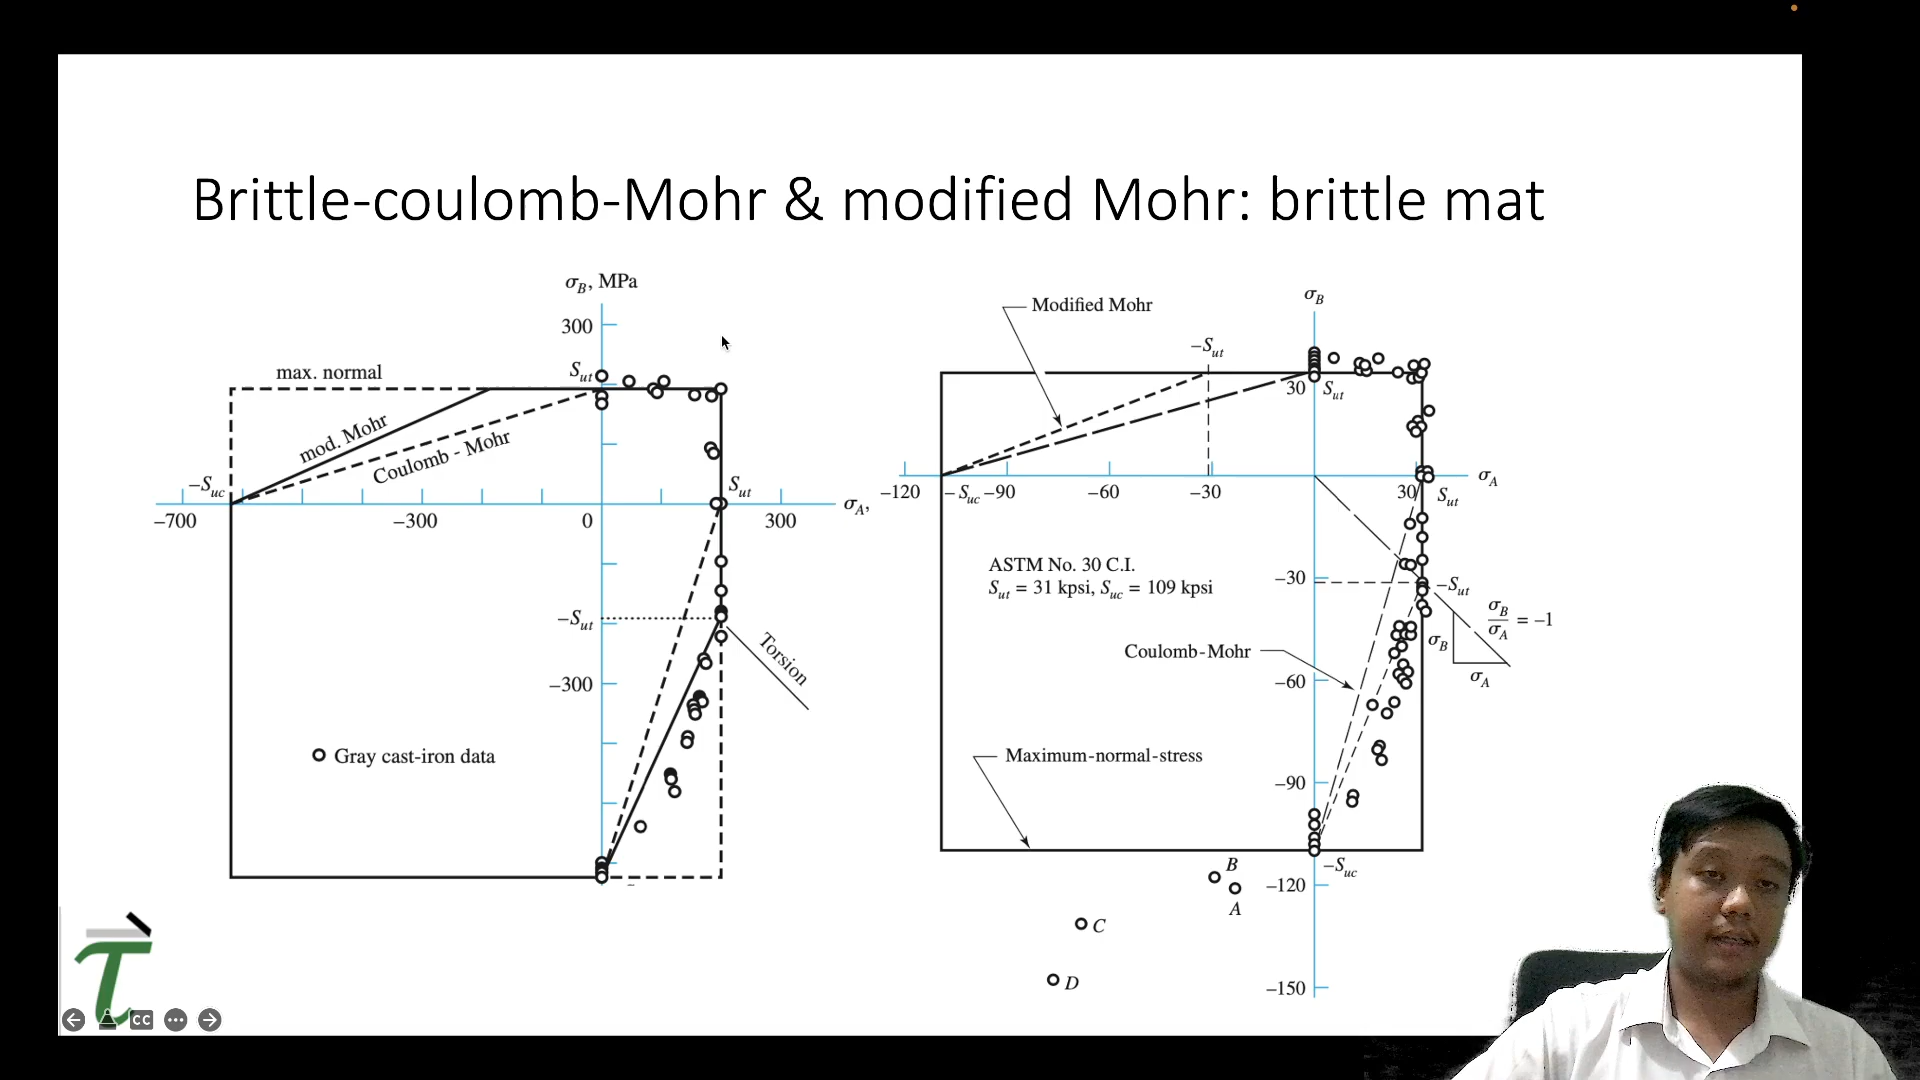 Brittle-coulomb-Mohr & modified Mohr: brittle mat
σB, MPa
300
Sut
max. normal
mod. Mohr
Coulomb - Mohr
−Suc
Sut
−700
−300
0
300
σA,
−Sut
Torsion
−300
Gray cast-iron data
σB
Modified Mohr
−Sut
30
Sut
−120
−Suc
−90
−60
−30
30
Sut
σA
ASTM No. 30 C.I.
Sut = 31 kpsi, Suc = 109 kpsi
−30
−Sut
σB
σA
= −1
σB
σA
Coulomb-Mohr
−60
Maximum-normal-stress
−90
−Suc
B
A
−120
C
D
−150
τ
CC